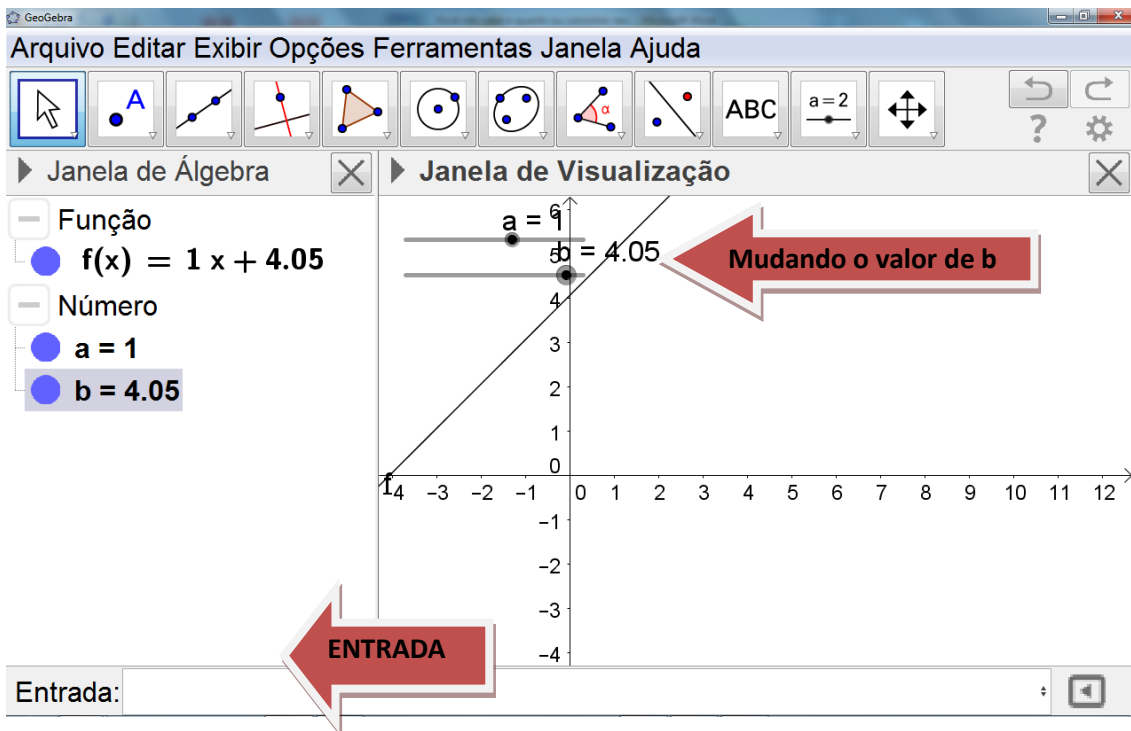 GeoGebra
Arquivo Editar Exibir Opções Ferramentas Janela Ajuda
A
α
ABC
a=2
?
Janela de Álgebra
Janela de Visualização
Função
f(x) = 1 x + 4.05
Número
a = 1
b = 4.05
a = 1
b = 4.05
Mudando o valor de b
6
5
4
3
2
1
0
f
−4 −3 −2 −1 0 1 2 3 4 5 6 7 8 9 10 11 12
−1
−2
−3
−4
ENTRADA
Entrada: